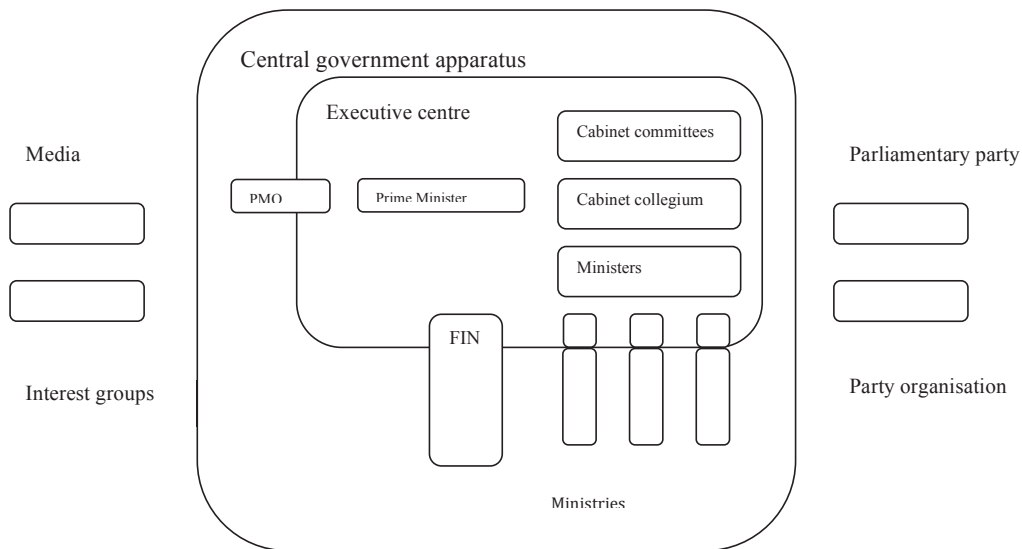 Central government apparatus
Executive centre
Cabinet committees
Media
Parliamentary party
PMO
Prime Minister
Cabinet collegium
Ministers
FIN
Interest groups
Party organisation
Ministries